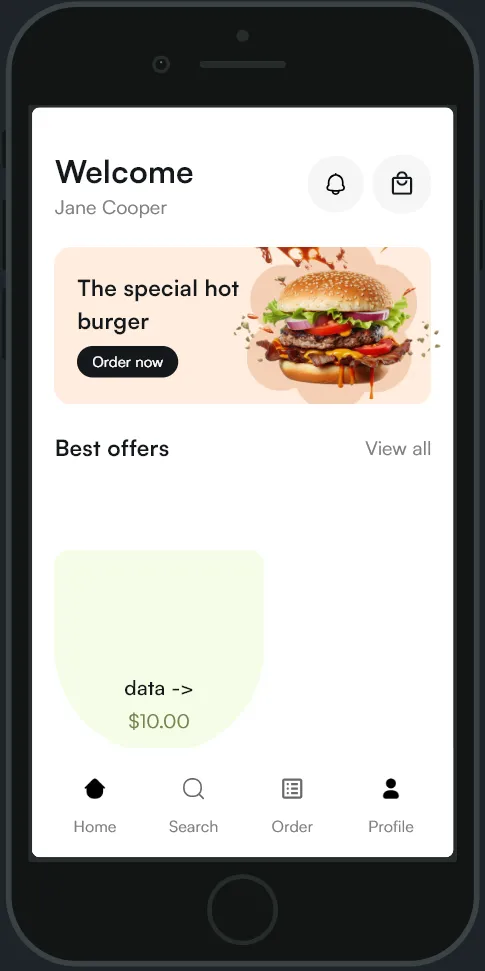 Welcome
Jane Cooper
The special hot
burger
Order now
Best offers
View all
data ->
$10.00
Home
Search
Order
Profile